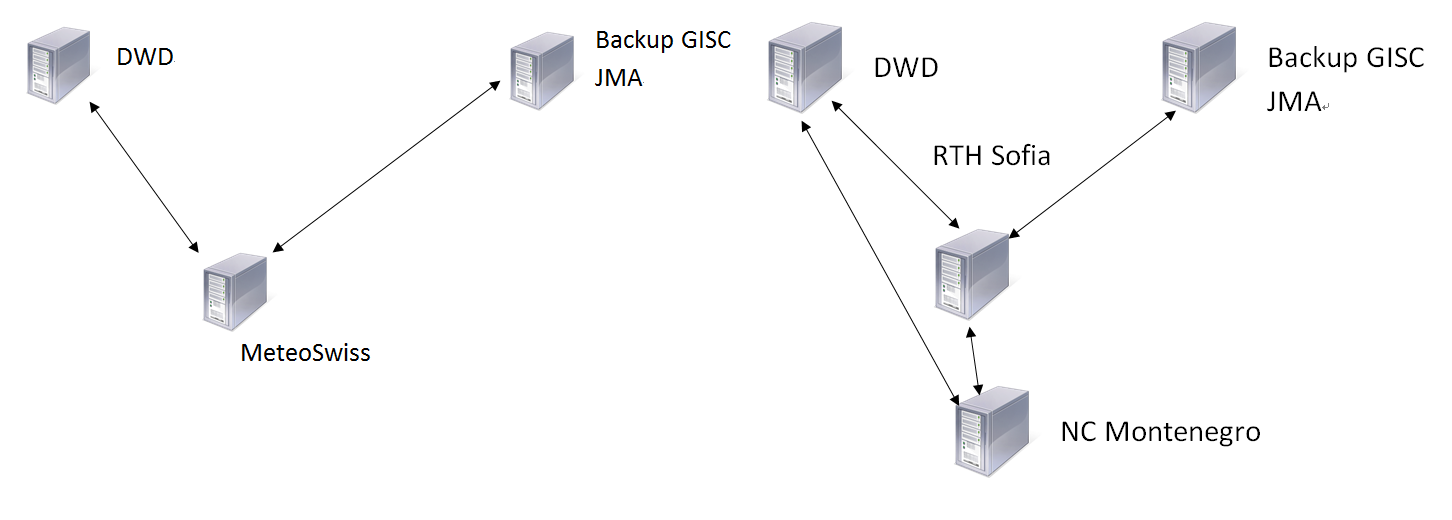 DWD
Backup GISC
JMA
MeteoSwiss
DWD
Backup GISC
JMA
RTH Sofia
NC Montenegro